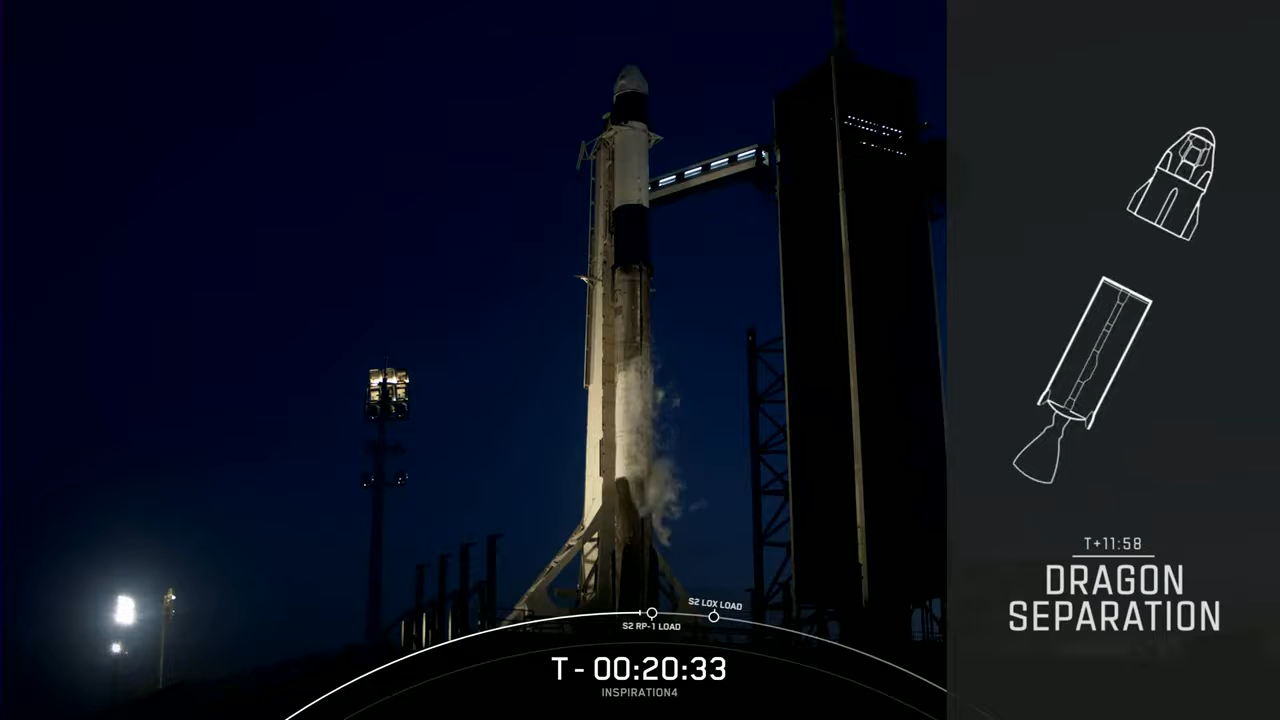 S2 LOX LOAD
S2 RP-1 LOAD
T- 00:20:33
INSPIRATION4
T+11:58
DRAGON
SEPARATION